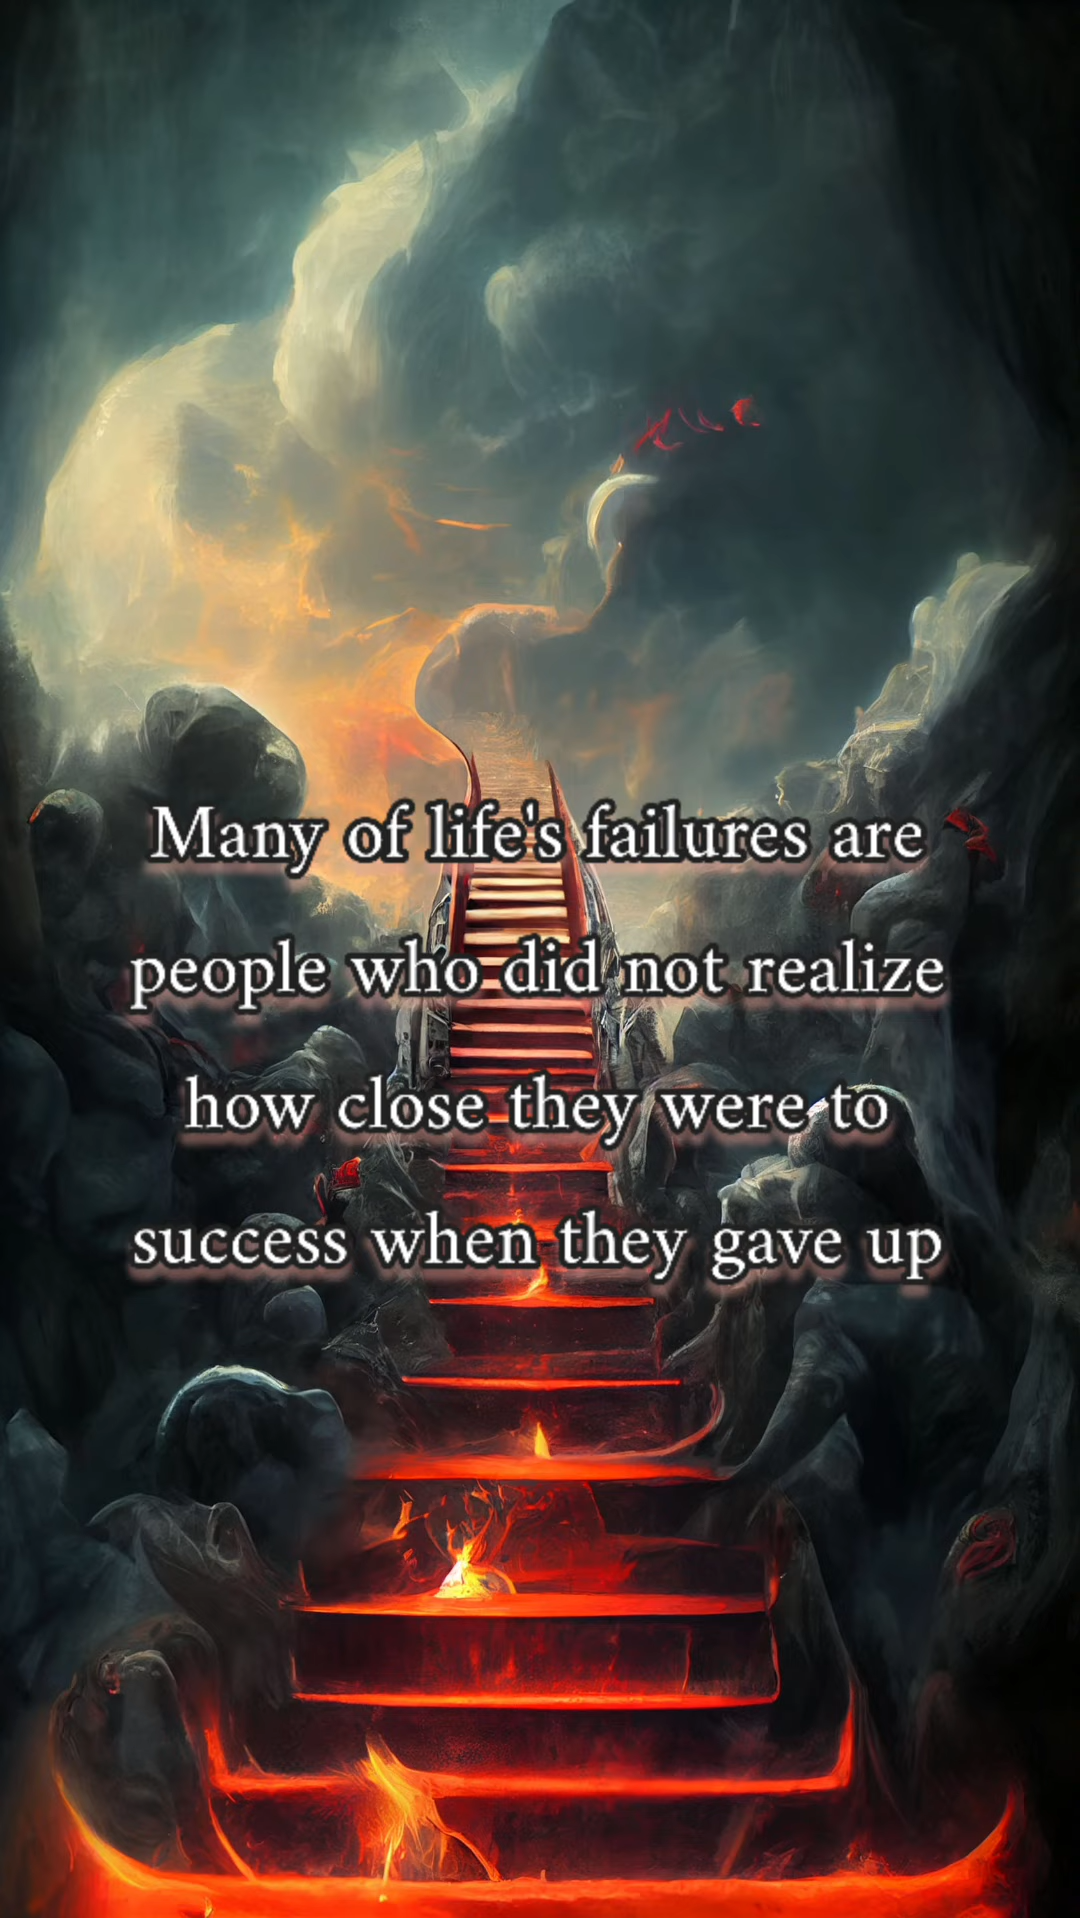 Many of life's failures are
people who did not realize
how close they were to
success when they gave up